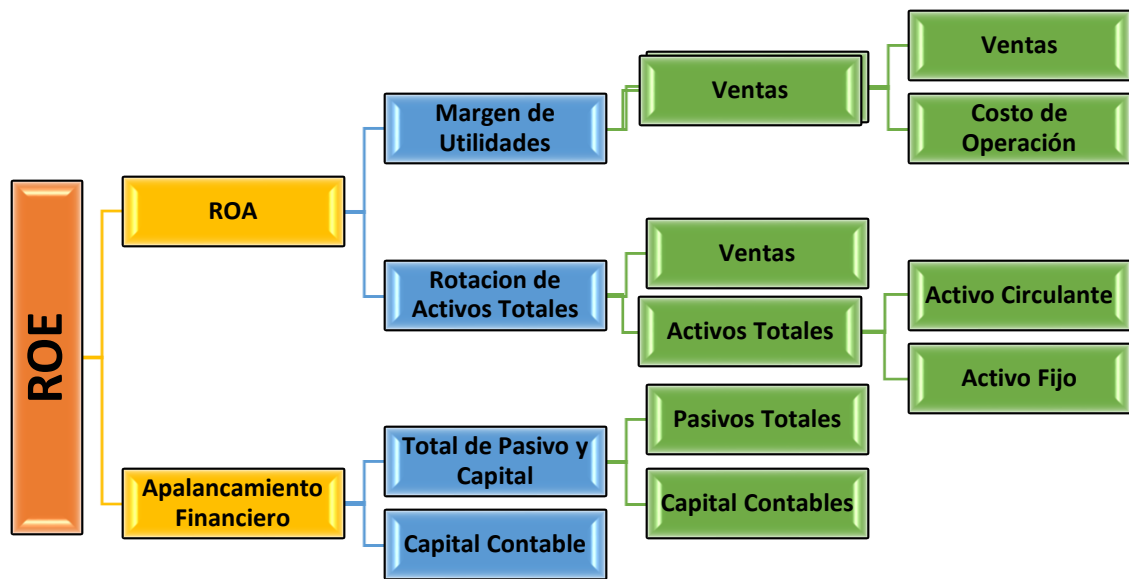 ROE
ROA
Margen de
Utilidades
Ventas
Ventas
Costo de
Operación
Rotacion de
Activos Totales
Ventas
Activos Totales
Activo Circulante
Activo Fijo
Apalancamiento
Financiero
Total de Pasivo y
Capital
Pasivos Totales
Capital Contables
Capital Contable